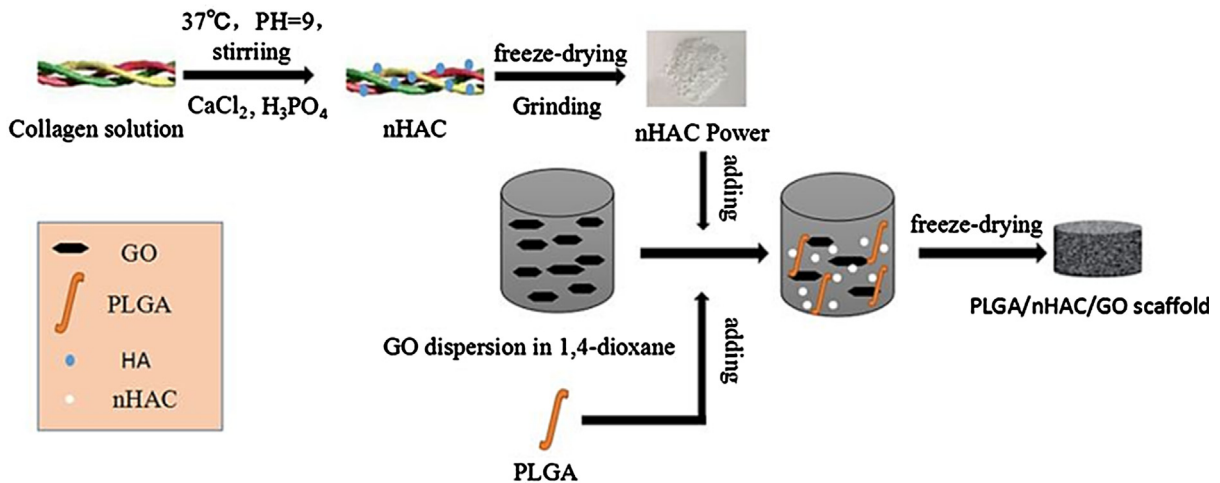 37℃, PH=9,
stirriing
CaCl₂, H₃PO₄
Collagen solution
nHAC
freeze-drying
Grinding
nHAC Power
adding
GO
PLGA
HA
nHAC
GO dispersion in 1,4-dioxane
adding
PLGA
freeze-drying
PLGA/nHAC/GO scaffold